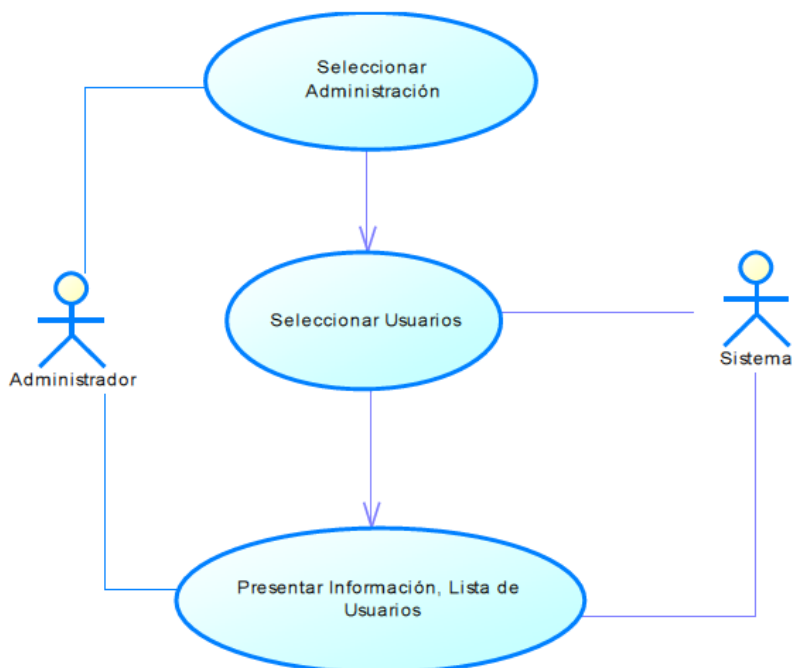 Seleccionar
Administración
Seleccionar Usuarios
Sistema
Administrador
Presentar Información, Lista de
Usuarios